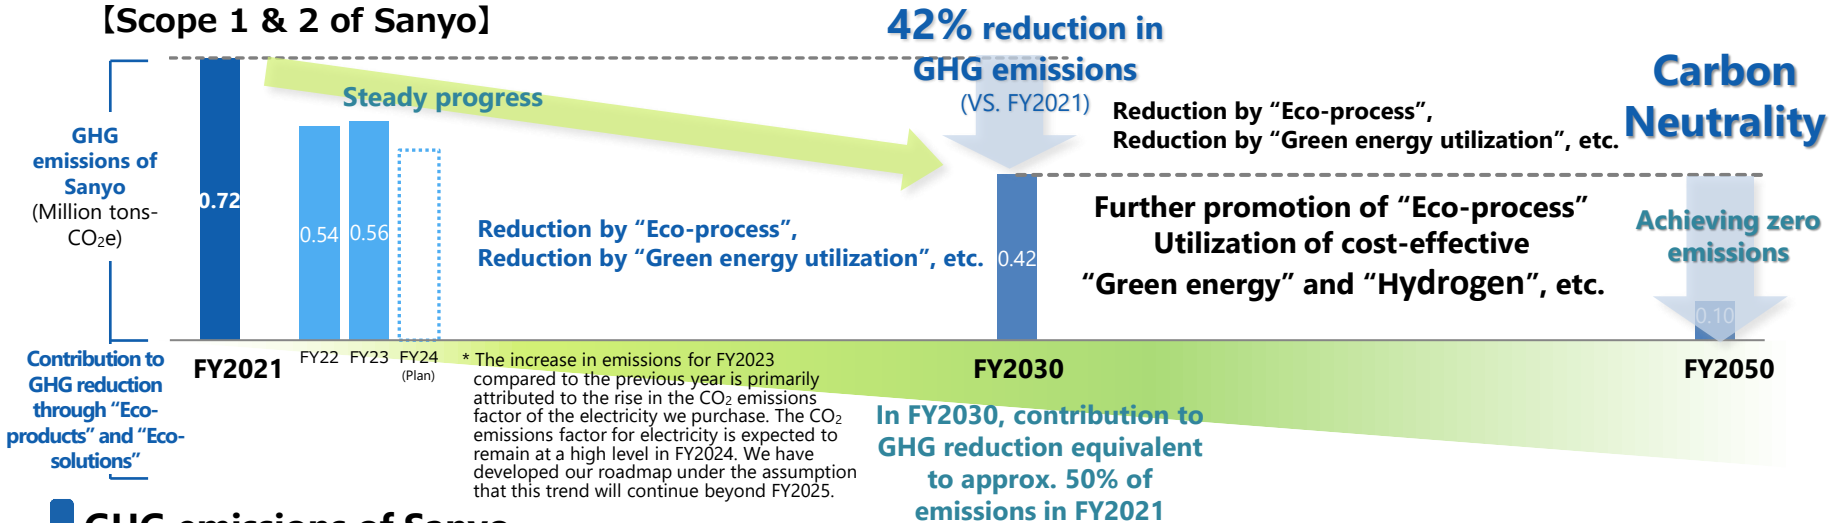 【Scope 1 & 2 of Sanyo】
42% reduction in
GHG emissions
(VS. FY2021)
Carbon
Neutrality
Steady progress
Reduction by “Eco-process”,
Reduction by “Green energy utilization”, etc.
GHG
emissions of
Sanyo
(Million tons-
CO₂e)
0.72
0.54
0.56
Reduction by “Eco-process”,
Reduction by “Green energy utilization”, etc.
0.42
Further promotion of “Eco-process”
Utilization of cost-effective
“Green energy” and “Hydrogen”, etc.
Achieving zero
emissions
0.10
FY2021
FY22
FY23
FY24
(Plan)
FY2030
FY2050
Contribution to
GHG reduction
through “Eco-
products” and “Eco-
solutions”
* The increase in emissions for FY2023
compared to the previous year is primarily
attributed to the rise in the CO₂ emissions
factor of the electricity we purchase. The CO₂
emissions factor for electricity is expected to
remain at a high level in FY2024. We have
developed our roadmap under the assumption
that this trend will continue beyond FY2025.
In FY2030, contribution to
GHG reduction equivalent
to approx. 50% of
emissions in FY2021
GHG emissions of Sanyo